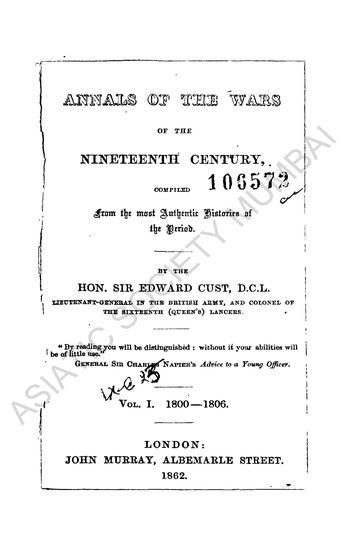 ANNALS OF THE WARS
OF THE
NINETEENTH CENTURY,
COMPILED
106572
From the most Authentic Histories of
the Period.
BY THE
HON. SIR EDWARD CUST, D.C.L.
LIEUTENANT-GENERAL IN THE BRITISH ARMY, AND COLONEL OF
THE SIXTEENTH (QUEEN'S) LANCERS.
"By reading you will be distinguished: without it your abilities will
be of little use."
GENERAL SIR CHARLES NAPIER'S Advice to a Young Officer.
VOL. I. 1800—1806.
LONDON:
JOHN MURRAY, ALBEMARLE STREET.
1862.
ASIATIC SOCIETY MUMBAI